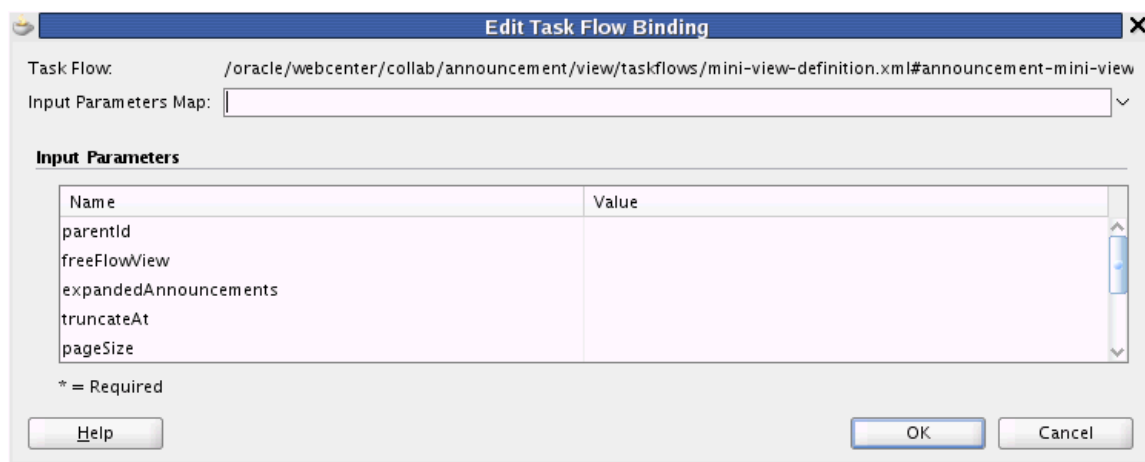 Edit Task Flow Binding
Task Flow: /oracle/webcenter/collab/announcement/view/taskflows/mini-view-definition.xml#announcement-mini-view
Input Parameters Map:
Input Parameters
Name Value
parentId
freeFlowView
expandedAnnouncements
truncateAt
pageSize
* = Required
Help OK Cancel